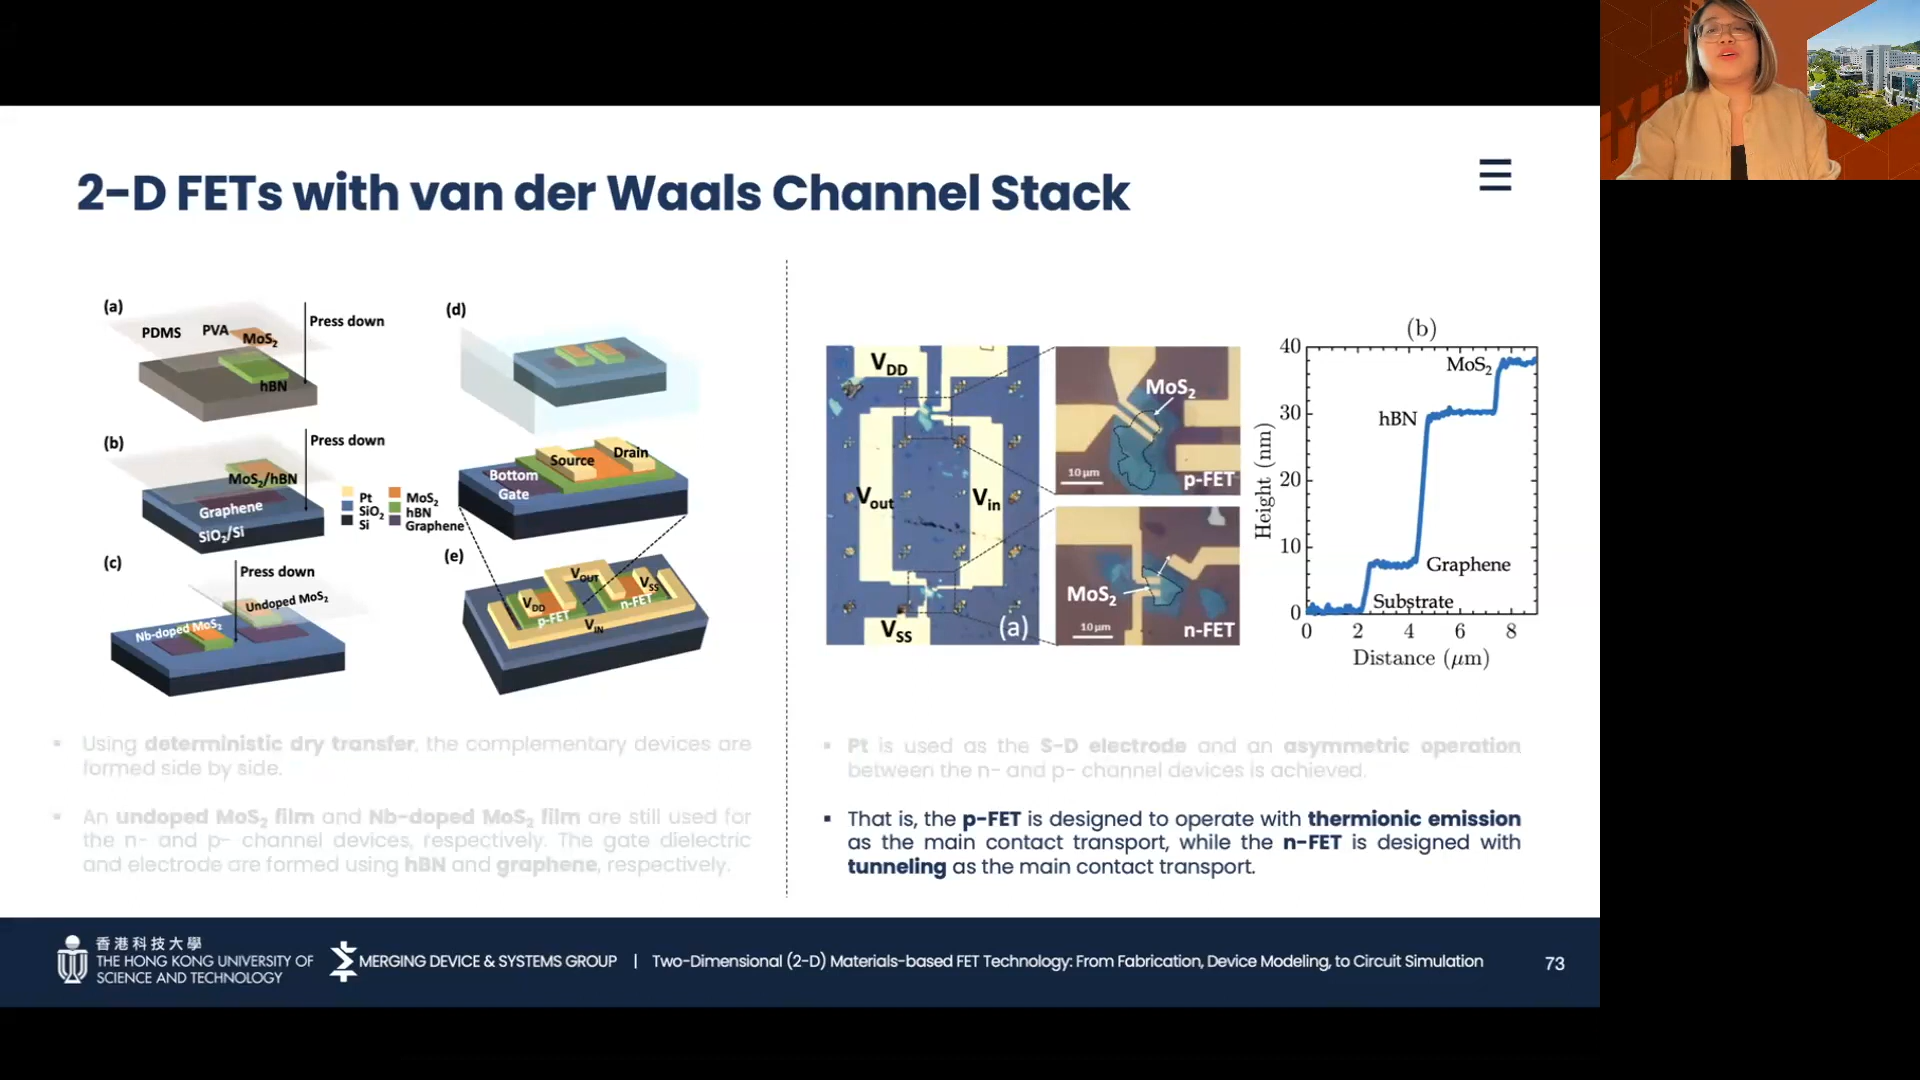 2-D FETs with van der Waals Channel Stack
(a)
PDMS
PVA
MoS₂
hBN
Press down
(b)
Press down
MoS₂/hBN
Graphene
SiO₂/Si
(c)
Press down
Undoped MoS₂
Nb-doped MoS₂
Pt
SiO₂
Si
MoS₂
hBN
Graphene
(d)
Source
Drain
Bottom
Gate
(e)
V_OUT
V_DD
V_SS
p-FET
n-FET
V_IN
V_DD
V_out
V_in
V_SS
(a)
MoS₂
10 μm
p-FET
MoS₂
10 μm
n-FET
(b)
Height (nm)
40
30
20
10
0
MoS₂
hBN
Graphene
Substrate
0 2 4 6 8
Distance (μm)
▪ Using deterministic dry transfer, the complementary devices are
formed side by side.
▪ An undoped MoS₂ film and Nb-doped MoS₂ film are still used for
the n- and p- channel devices, respectively. The gate dielectric
and electrode are formed using hBN and graphene, respectively.
▪ Pt is used as the S-D electrode and an asymmetric operation
between the n- and p- channel devices is achieved.
▪ That is, the p-FET is designed to operate with thermionic emission
as the main contact transport, while the n-FET is designed with
tunneling as the main contact transport.
香港科技大學
THE HONG KONG UNIVERSITY OF
SCIENCE AND TECHNOLOGY
MERGING DEVICE & SYSTEMS GROUP | Two-Dimensional (2-D) Materials-based FET Technology: From Fabrication, Device Modeling, to Circuit Simulation
73